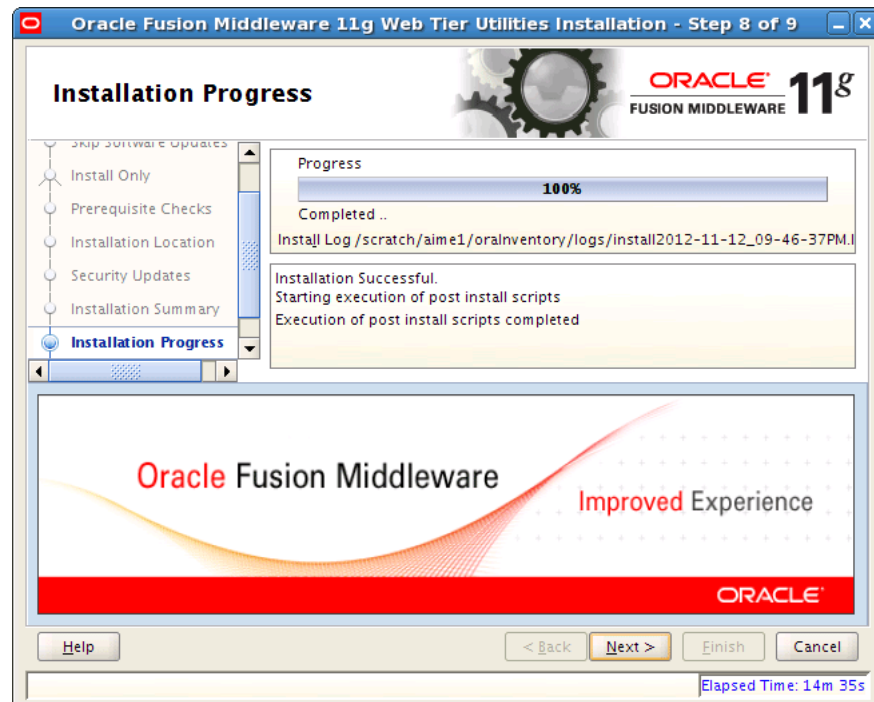 Oracle Fusion Middleware 11g Web Tier Utilities Installation - Step 8 of 9
Installation Progress
ORACLE
FUSION MIDDLEWARE 11g
Skip Software Updates
Install Only
Prerequisite Checks
Installation Location
Security Updates
Installation Summary
Installation Progress
Progress
100%
Completed ..
Install Log /scratch/aime1/oraInventory/logs/install2012-11-12_09-46-37PM.l
Installation Successful.
Starting execution of post install scripts
Execution of post install scripts completed
Oracle Fusion Middleware
Improved Experience
ORACLE
Help
< Back
Next >
Finish
Cancel
Elapsed Time: 14m 35s